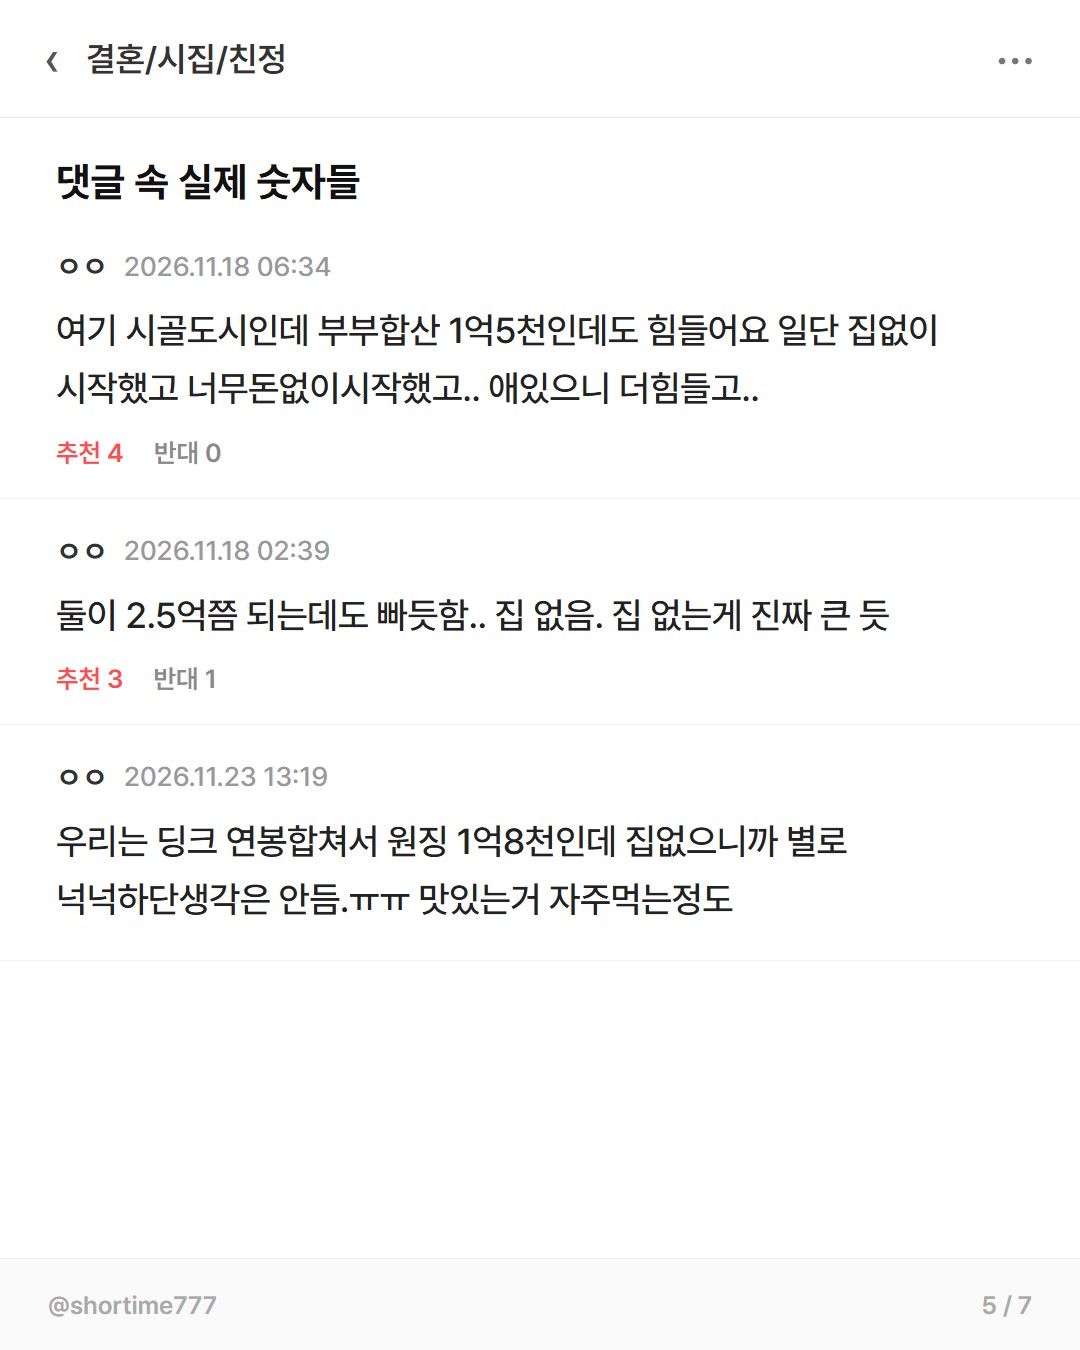 결혼/시집/친정
댓글 속 실제 숫자들
ㅇㅇ 2026.11.18 06:34
여기 시골도시인데 부부합산 1억5천인데도 힘들어요 일단 집없이
시작했고 너무돈없이시작했고.. 애있으니 더힘들고..
추천 4 반대 0
ㅇㅇ 2026.11.18 02:39
둘이 2.5억쯤 되는데도 빠듯함.. 집 없음. 집 없는게 진짜 큰 듯
추천 3 반대 1
ㅇㅇ 2026.11.23 13:19
우리는 딩크 연봉합쳐서 원징 1억8천인데 집없으니까 별로
넉넉하단생각은 안듬.ㅠㅠ 맛있는거 자주먹는정도
@shortime777 5 / 7